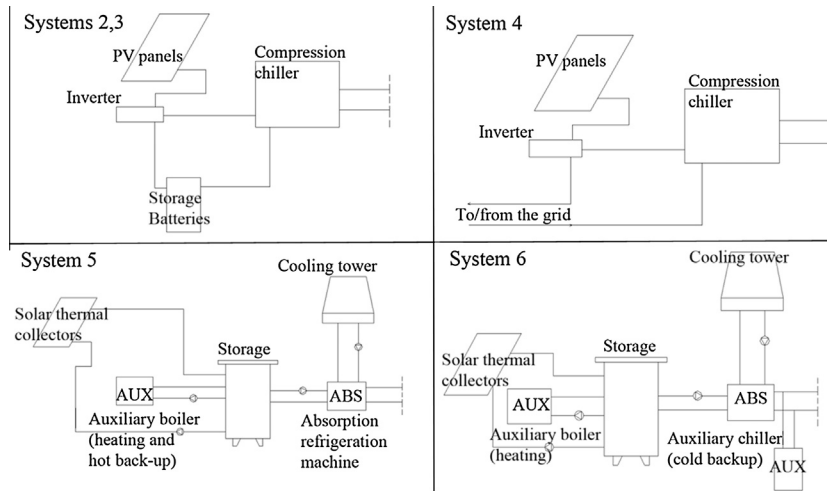 Systems 2,3
PV panels
Compression
chiller
Inverter
Storage
Batteries
System 4
PV panels
Compression
chiller
Inverter
To/from the grid
System 5
Cooling tower
Solar thermal
collectors
Storage
AUX
ABS
Auxiliary boiler
(heating and
hot back-up)
Absorption
refrigeration
machine
System 6
Cooling tower
Storage
Solar thermal
collectors
AUX
ABS
Auxiliary boiler
(heating)
Auxiliary chiller
(cold backup)
AUX